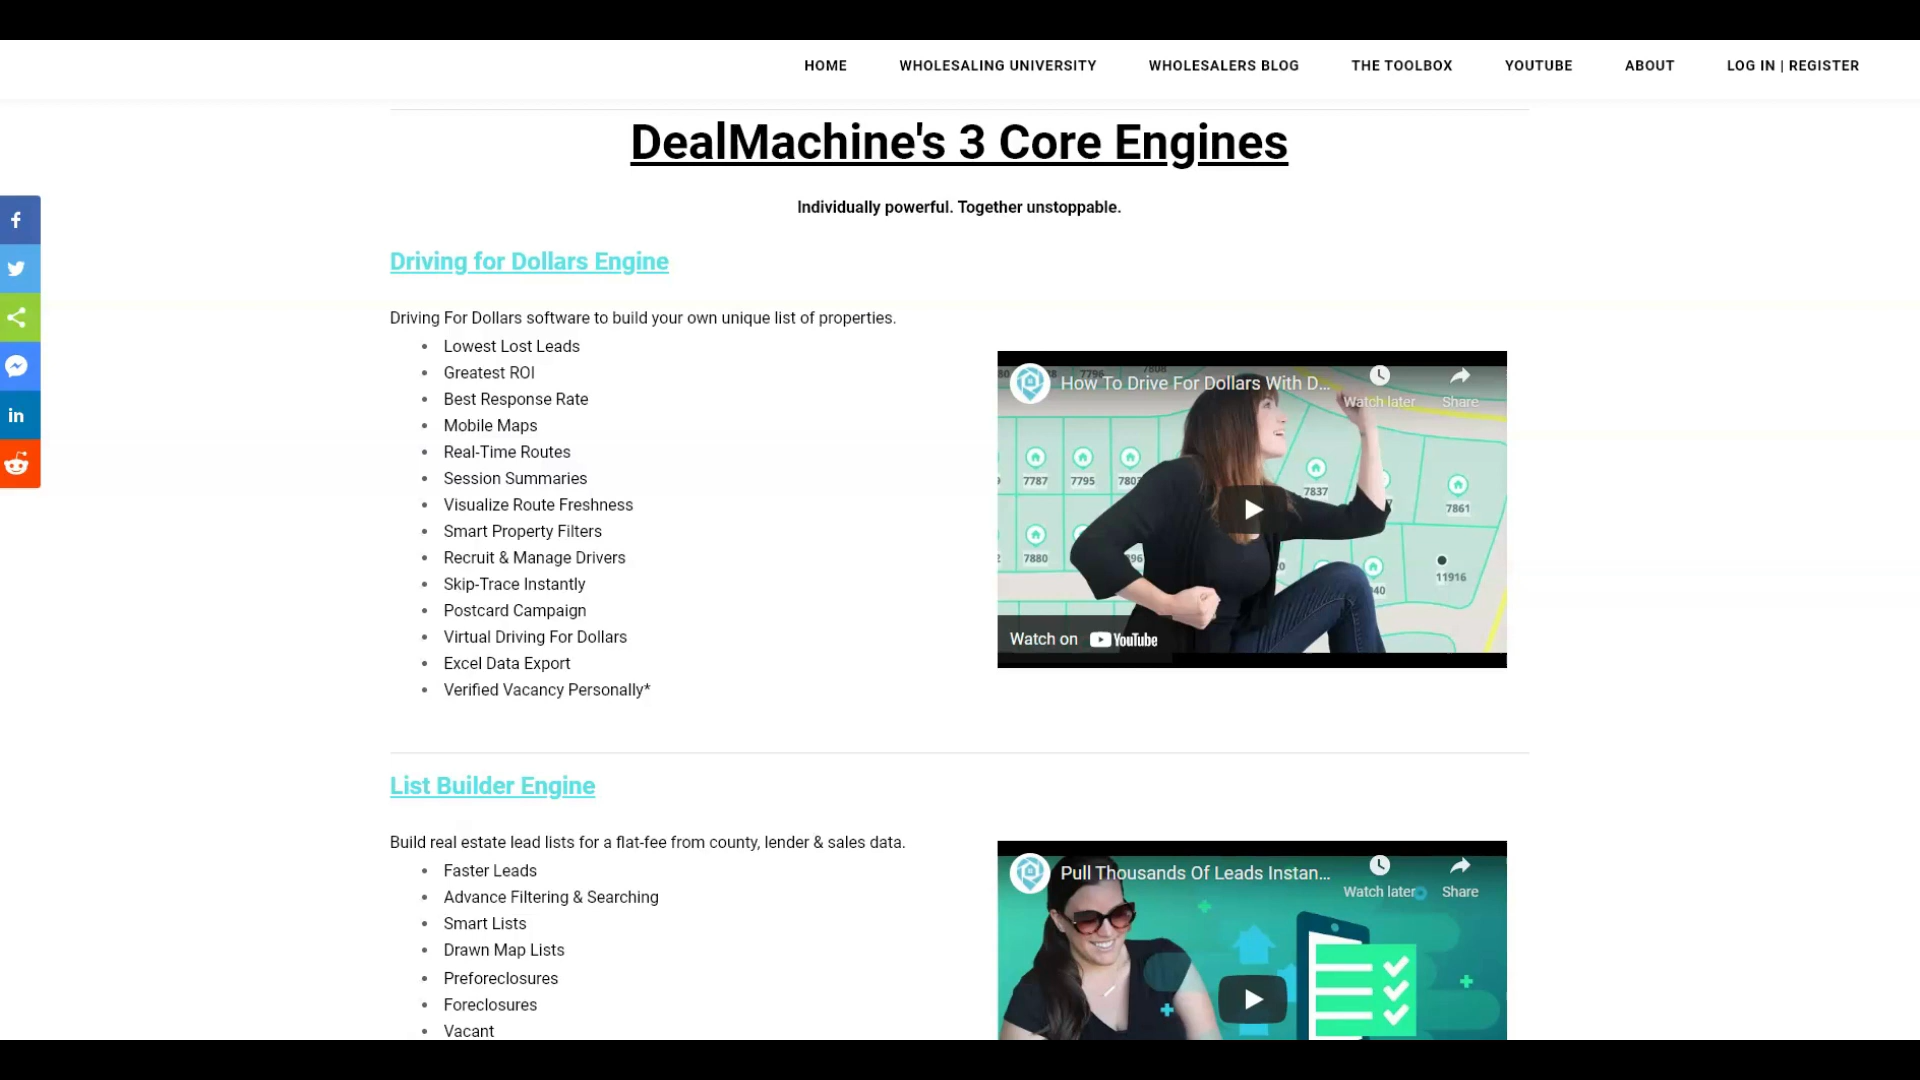 HOME WHOLESALING UNIVERSITY WHOLESALERS BLOG THE TOOLBOX YOUTUBE ABOUT LOG IN | REGISTER
DealMachine's 3 Core Engines
Individually powerful. Together unstoppable.
Driving for Dollars Engine
Driving For Dollars software to build your own unique list of properties.
Lowest Lost Leads
Greatest ROI
Best Response Rate
Mobile Maps
Real-Time Routes
Session Summaries
Visualize Route Freshness
Smart Property Filters
Recruit & Manage Drivers
Skip-Trace Instantly
Postcard Campaign
Virtual Driving For Dollars
Excel Data Export
Verified Vacancy Personally*
How To Drive For Dollars With D...
Watch later Share
7787 7795 7837 7861
7880 11916
Watch on YouTube
List Builder Engine
Build real estate lead lists for a flat-fee from county, lender & sales data.
Faster Leads
Advance Filtering & Searching
Smart Lists
Drawn Map Lists
Preforeclosures
Foreclosures
Vacant
Pull Thousands Of Leads Instan...
Watch later Share